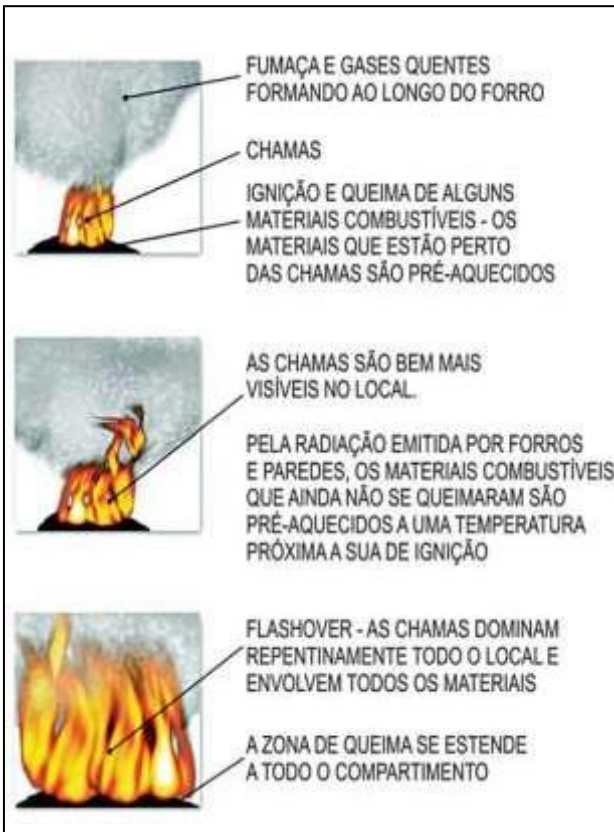 FUMAÇA E GASES QUENTES
FORMANDO AO LONGO DO FORRO
CHAMAS
IGNIÇÃO E QUEIMA DE ALGUNS
MATERIAIS COMBUSTÍVEIS - OS
MATERIAIS QUE ESTÃO PERTO
DAS CHAMAS SÃO PRÉ-AQUECIDOS
AS CHAMAS SÃO BEM MAIS
VISÍVEIS NO LOCAL.
PELA RADIAÇÃO EMITIDA POR FORROS
E PAREDES, OS MATERIAIS COMBUSTÍVEIS
QUE AINDA NÃO SE QUEIMARAM SÃO
PRÉ-AQUECIDOS A UMA TEMPERATURA
PRÓXIMA A SUA DE IGNIÇÃO
FLASHOVER - AS CHAMAS DOMINAM
REPENTINAMENTE TODO O LOCAL E
ENVOLVEM TODOS OS MATERIAIS
A ZONA DE QUEIMA SE ESTENDE
A TODO O COMPARTIMENTO